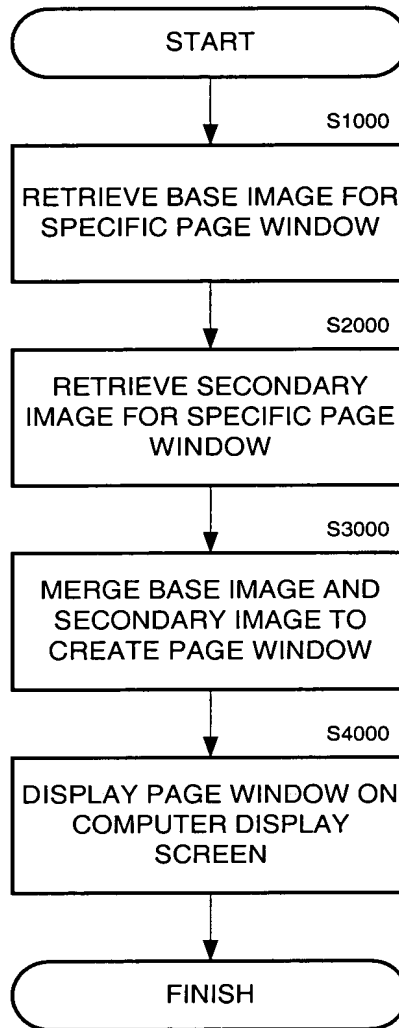 START
S1000
RETRIEVE BASE IMAGE FOR
SPECIFIC PAGE WINDOW
S2000
RETRIEVE SECONDARY
IMAGE FOR SPECIFIC PAGE
WINDOW
S3000
MERGE BASE IMAGE AND
SECONDARY IMAGE TO
CREATE PAGE WINDOW
S4000
DISPLAY PAGE WINDOW ON
COMPUTER DISPLAY
SCREEN
FINISH